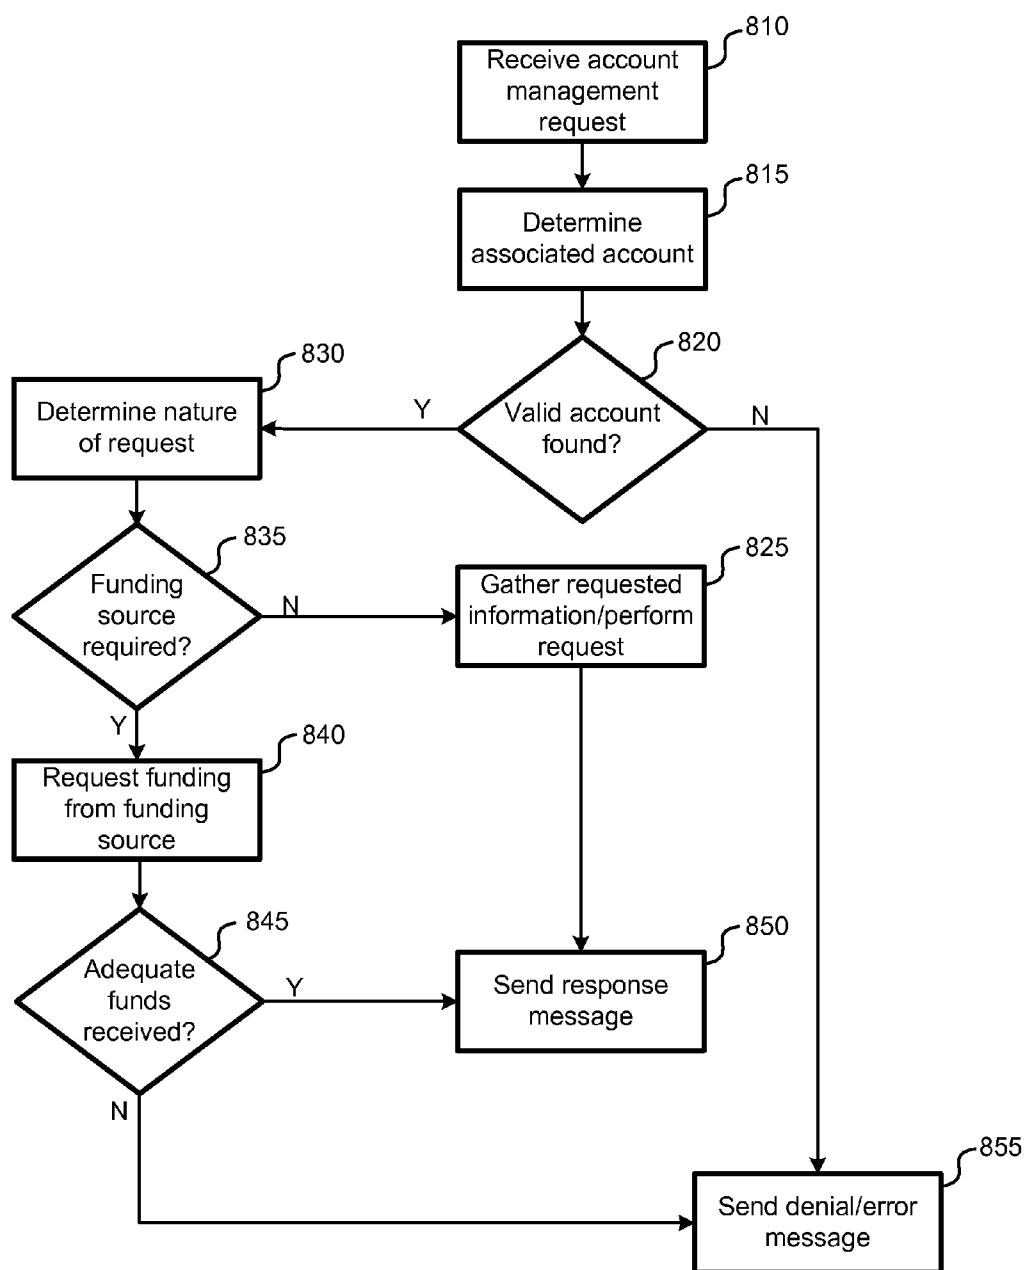 810
Receive account
management
request
815
Determine
associated account
820
Valid account
found?
Y
N
830
Determine nature
of request
835
Funding
source
required?
N
Y
825
Gather requested
information/perform
request
840
Request funding
from funding
source
845
Adequate
funds
received?
Y
N
850
Send response
message
855
Send denial/error
message